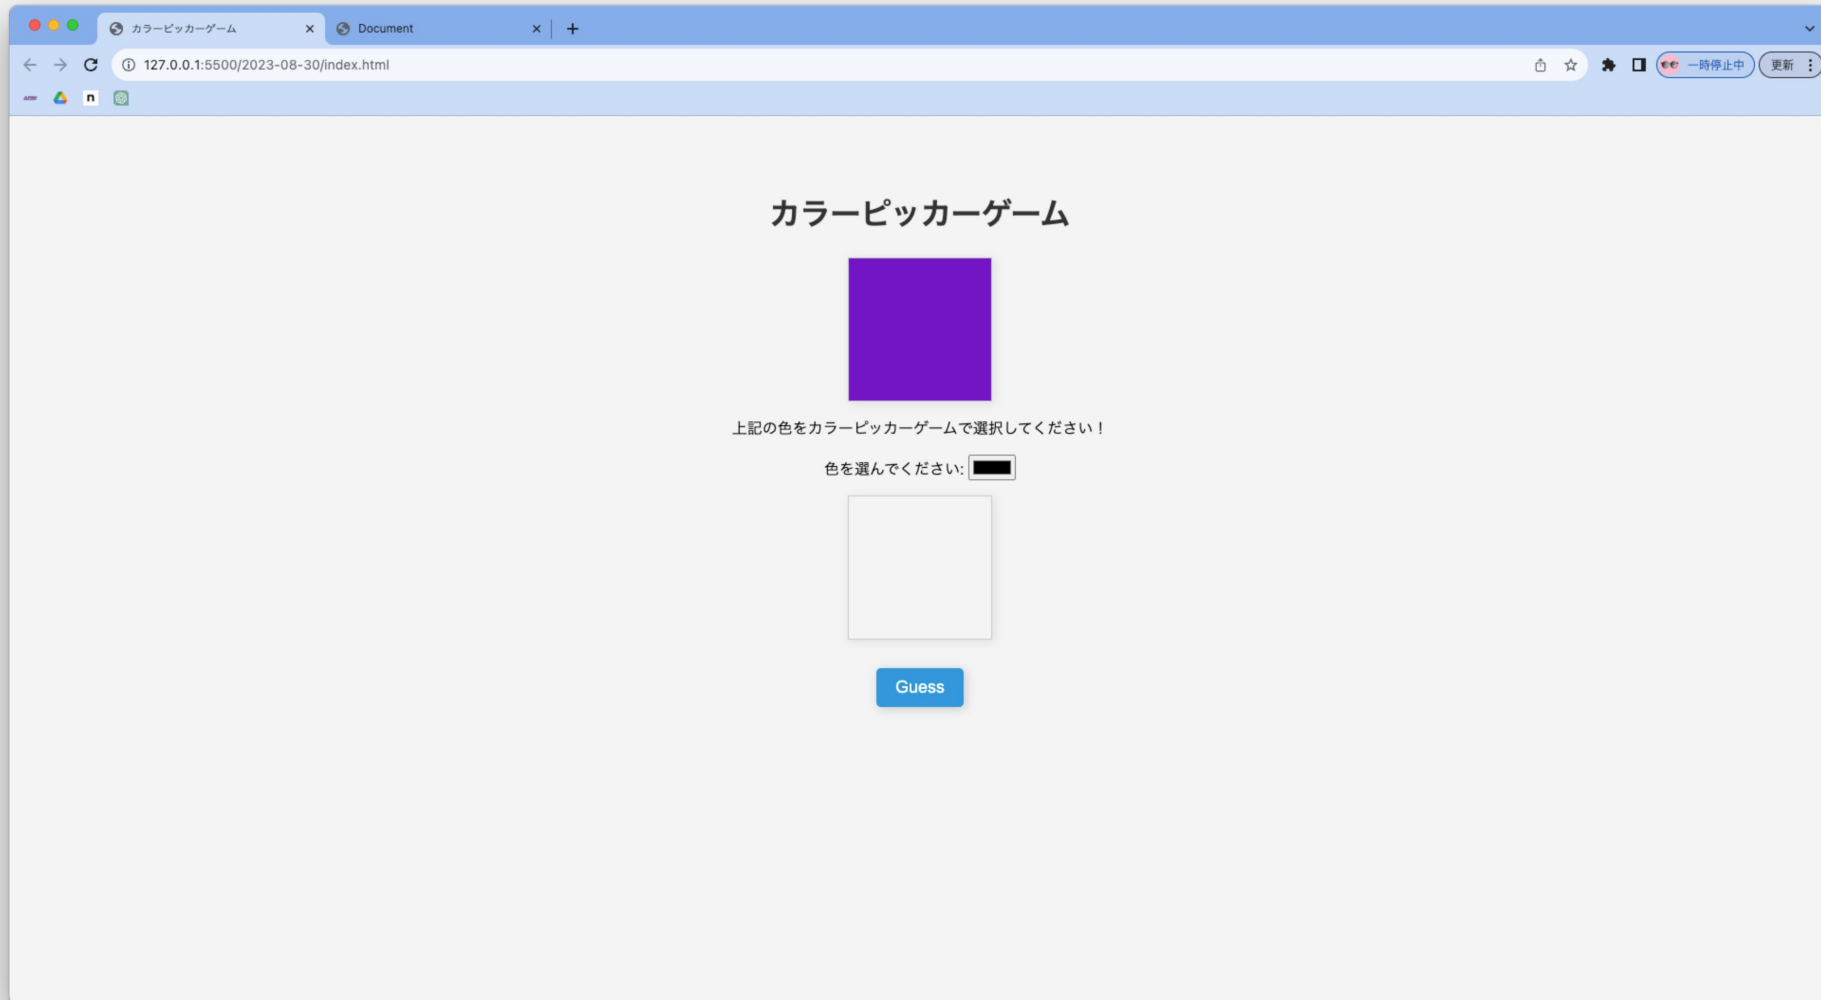 カラーピッカーゲーム
Document
127.0.0.1:5500/2023-08-30/index.html
一時停止中
更新
n
カラーピッカーゲーム
上記の色をカラーピッカーゲームで選択してください！
色を選んでください:
Guess